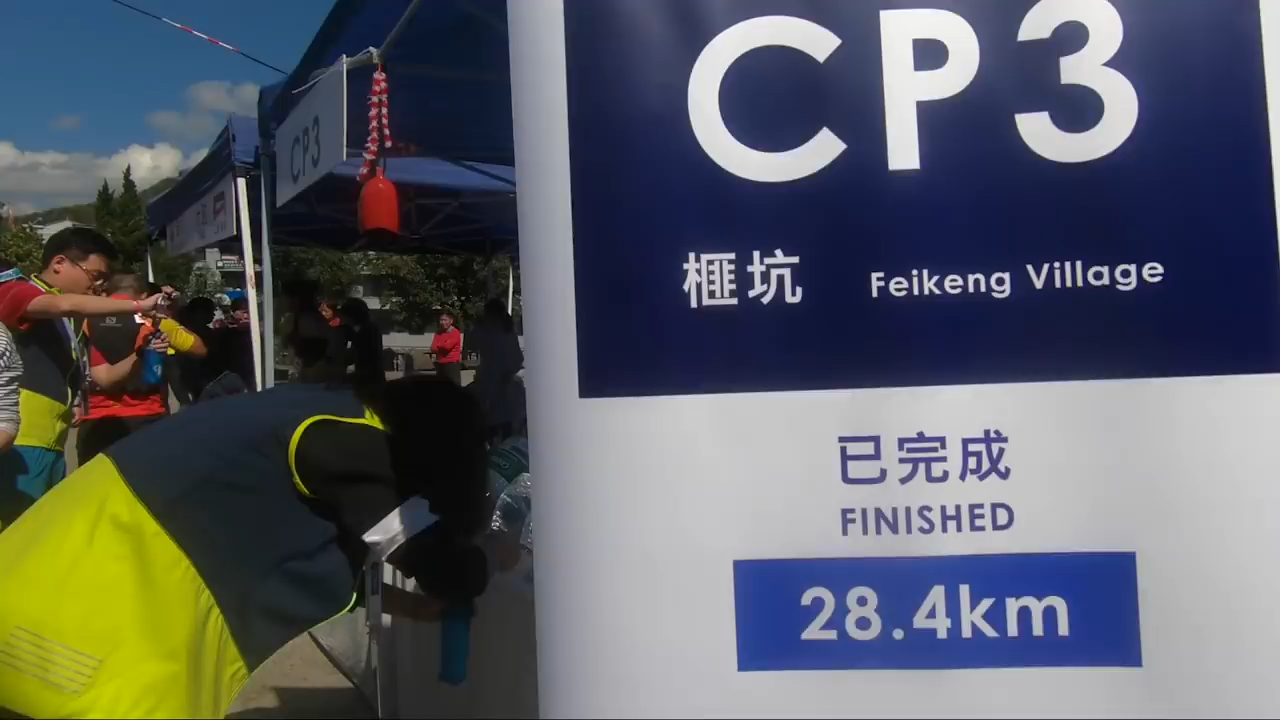 CP3
榧坑 Feikeng Village
已完成
FINISHED
28.4km
CP3